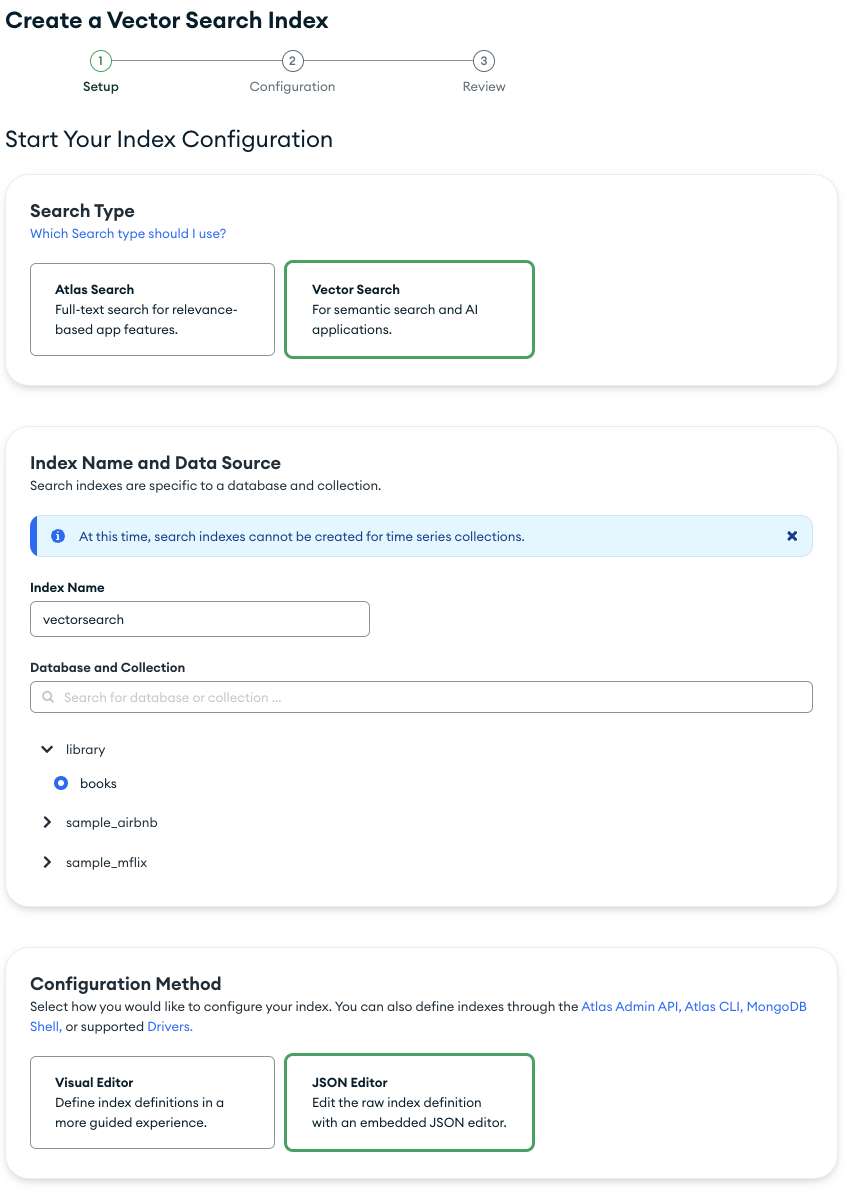 Create a Vector Search Index
1 2 3
Setup Configuration Review
Start Your Index Configuration
Search Type
Which Search type should I use?
Atlas Search
Full-text search for relevance-
based app features.
Vector Search
For semantic search and AI
applications.
Index Name and Data Source
Search indexes are specific to a database and collection.
At this time, search indexes cannot be created for time series collections.
Index Name
vectorsearch
Database and Collection
Search for database or collection ...
library
books
sample_airbnb
sample_mflix
Configuration Method
Select how you would like to configure your index. You can also define indexes through the Atlas Admin API, Atlas CLI, MongoDB
Shell, or supported Drivers.
Visual Editor
Define index definitions in a
more guided experience.
JSON Editor
Edit the raw index definition
with an embedded JSON editor.